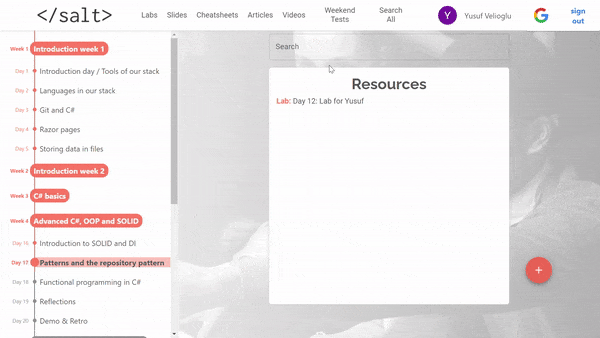 </salt>
Labs Slides Cheatsheets Articles Videos Weekend Tests Search All
Y Yusuf Velioglu
G
sign out
Week 1 Introduction week 1
Day 1 Introduction day / Tools of our stack
Day 2 Languages in our stack
Day 3 Git and C#
Day 4 Razor pages
Day 5 Storing data in files
Week 2 Introduction week 2
Week 3 C# basics
Week 4 Advanced C#, OOP and SOLID
Day 16 Introduction to SOLID and DI
Day 17 Patterns and the repository pattern
Day 18 Functional programming in C#
Day 19 Reflections
Day 20 Demo & Retro
Search
Resources
Lab: Day 12: Lab for Yusuf
+